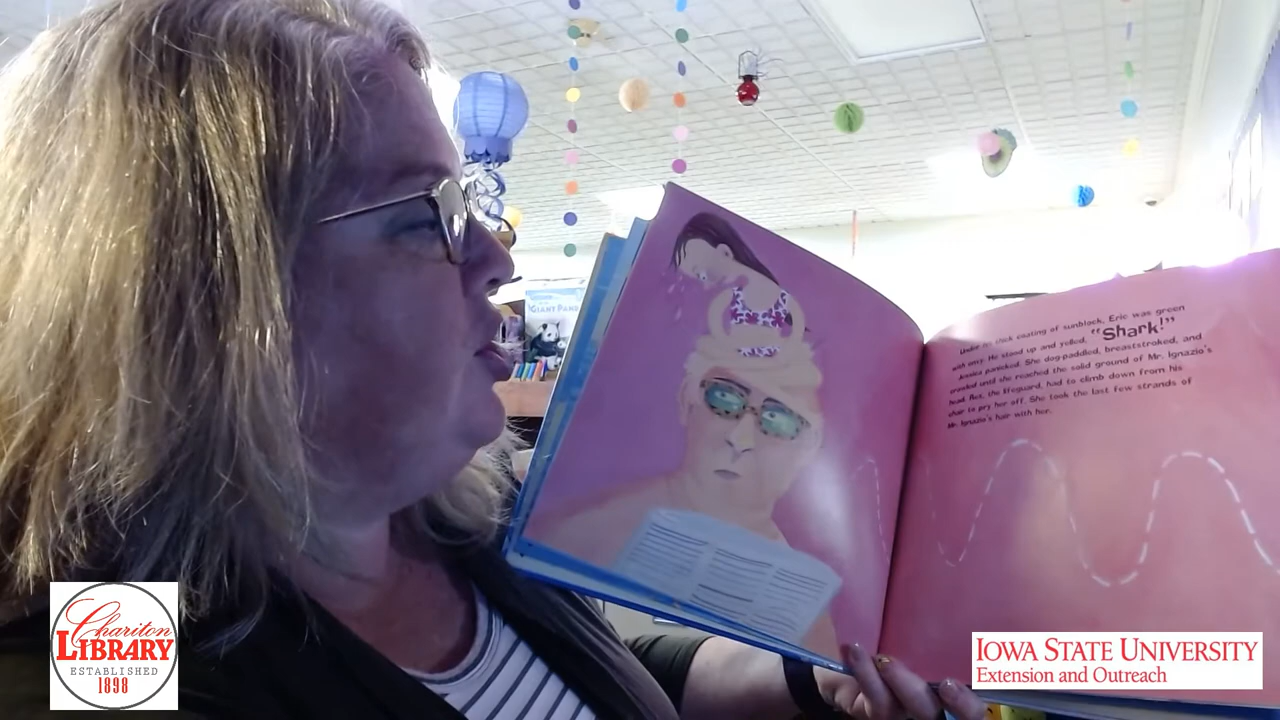 GIANT PANDA
Under his thick coating of sunblock, Eric was green
with envy. He stood up and yelled, "Shark!"
Jessica panicked. She dog-paddled, breaststroked, and
crawled until she reached the solid ground of Mr. Ignazio's
head. Rex, the lifeguard, had to climb down from his
chair to pry her off. She took the last few strands of
Mr. Ignazio's hair with her.
Chariton
LIBRARY
ESTABLISHED
1898
IOWA STATE UNIVERSITY
Extension and Outreach